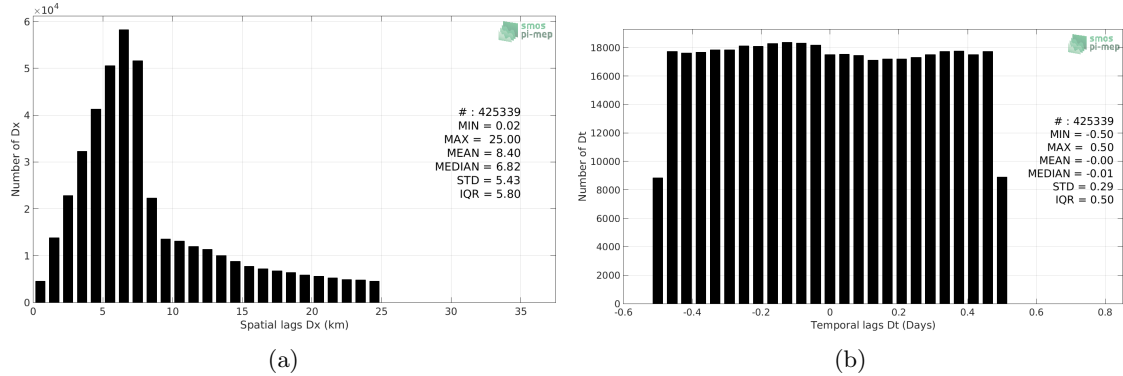 ×10⁴
6
5
4
3
2
1
0
Number of Dx
smos
pi-mep
# : 425339
MIN = 0.02
MAX = 25.00
MEAN = 8.40
MEDIAN = 6.82
STD = 5.43
IQR = 5.80
0 5 10 15 20 25 30 35
Spatial lags Dx (km)
(a)
18000
16000
14000
12000
10000
8000
6000
4000
2000
0
Number of Dt
smos
pi-mep
# : 425339
MIN = -0.50
MAX = 0.50
MEAN = -0.00
MEDIAN = -0.01
STD = 0.29
IQR = 0.50
-0.6 -0.4 -0.2 0 0.2 0.4 0.6 0.8
Temporal lags Dt (Days)
(b)